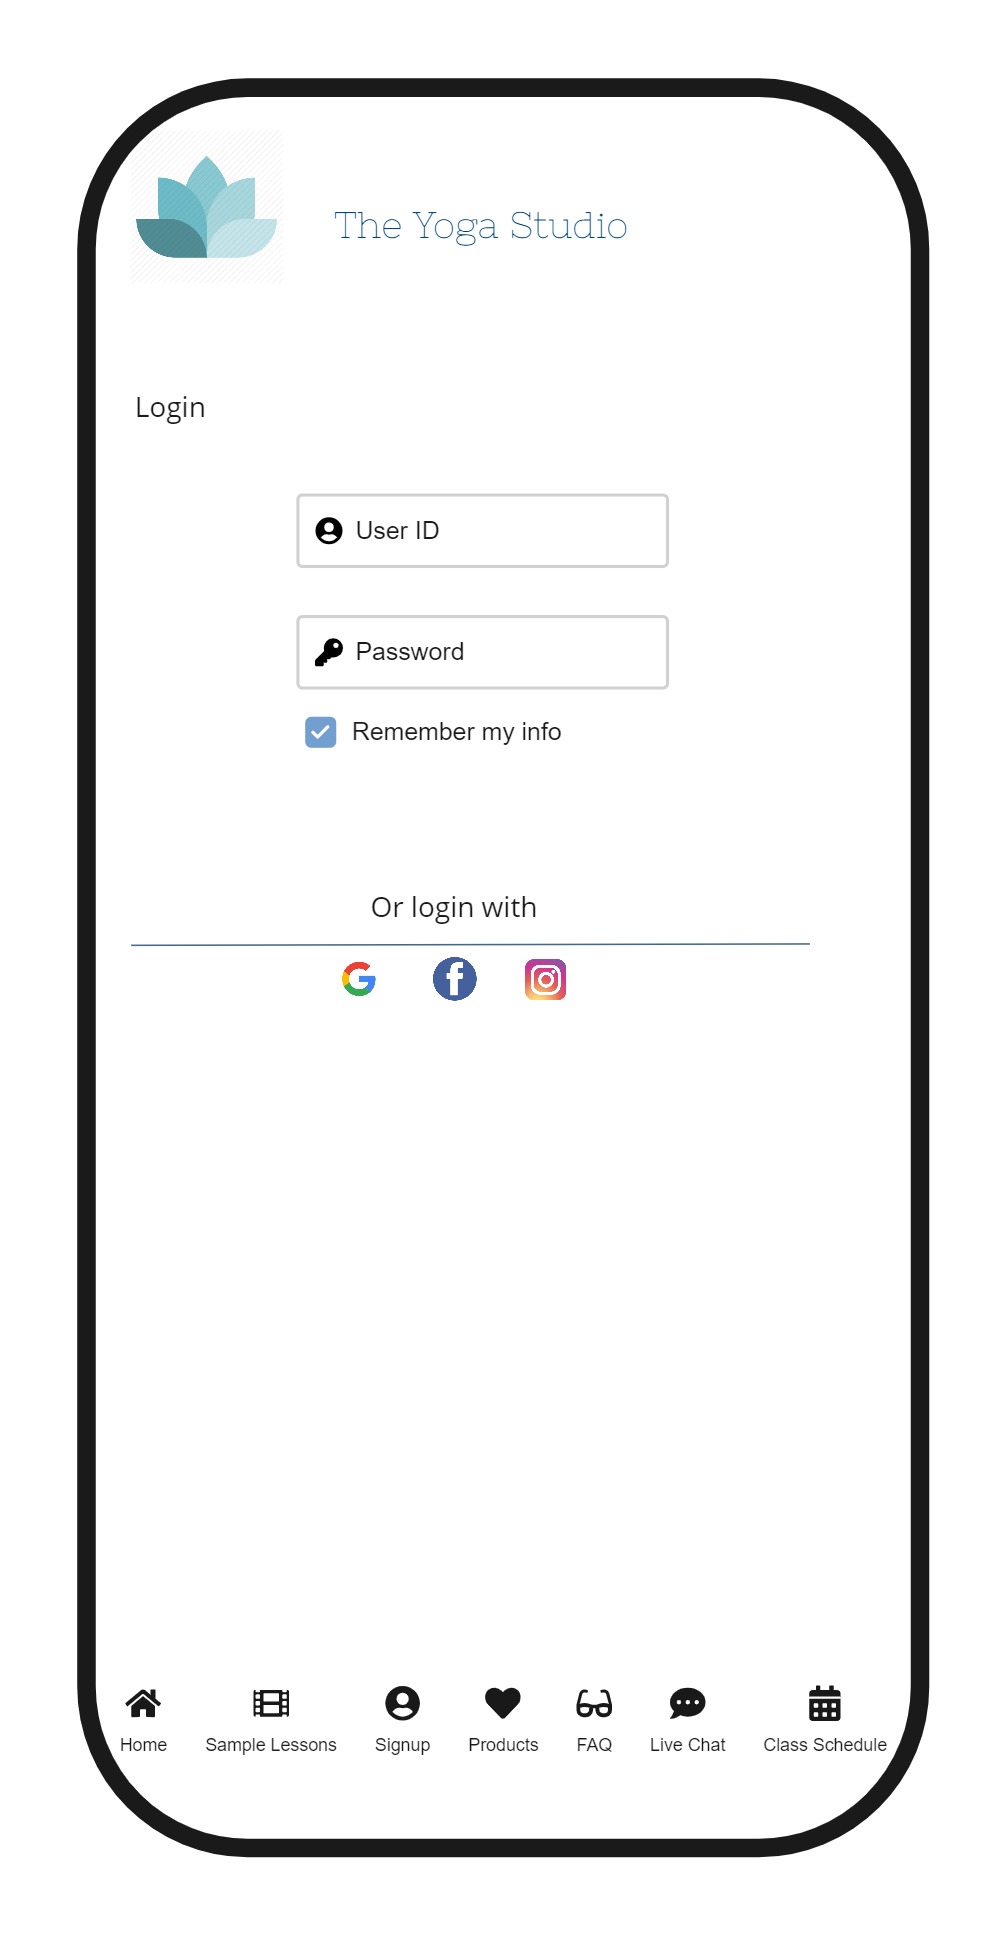 The Yoga Studio
Login
User ID
Password
Remember my info
Or login with
Home Sample Lessons Signup Products FAQ Live Chat Class Schedule